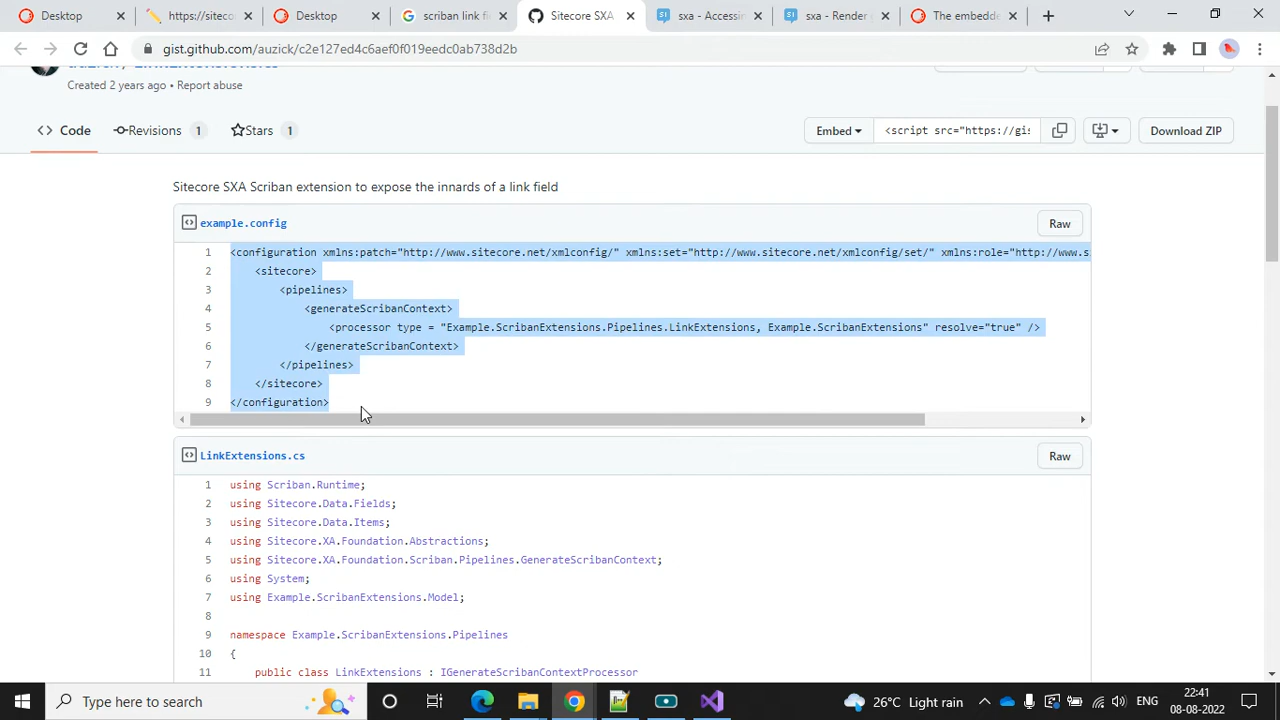 Desktop
https://siteco
Desktop
scriban link fi
Sitecore SXA
sxa - Accessin
sxa - Render
The embedde
gist.github.com/auzick/c2e127ed4c6aef0f019eedc0ab738d2b
Created 2 years ago • Report abuse
Code
Revisions 1
Stars 1
Embed
<script src="https://gi
Download ZIP
Sitecore SXA Scriban extension to expose the innards of a link field
example.config
Raw
1 <configuration xmlns:patch="http://www.sitecore.net/xmlconfig/" xmlns:set="http://www.sitecore.net/xmlconfig/set/" xmlns:role="http://www.s
2 <sitecore>
3 <pipelines>
4 <generateScribanContext>
5 <processor type = "Example.ScribanExtensions.Pipelines.LinkExtensions, Example.ScribanExtensions" resolve="true" />
6 </generateScribanContext>
7 </pipelines>
8 </sitecore>
9 </configuration>
LinkExtensions.cs
Raw
1 using Scriban.Runtime;
2 using Sitecore.Data.Fields;
3 using Sitecore.Data.Items;
4 using Sitecore.XA.Foundation.Abstractions;
5 using Sitecore.XA.Foundation.Scriban.Pipelines.GenerateScribanContext;
6 using System;
7 using Example.ScribanExtensions.Model;
8
9 namespace Example.ScribanExtensions.Pipelines
10 {
11 public class LinkExtensions : IGenerateScribanContextProcessor
Type here to search
26°C Light rain
ENG
22:41
08-08-2022